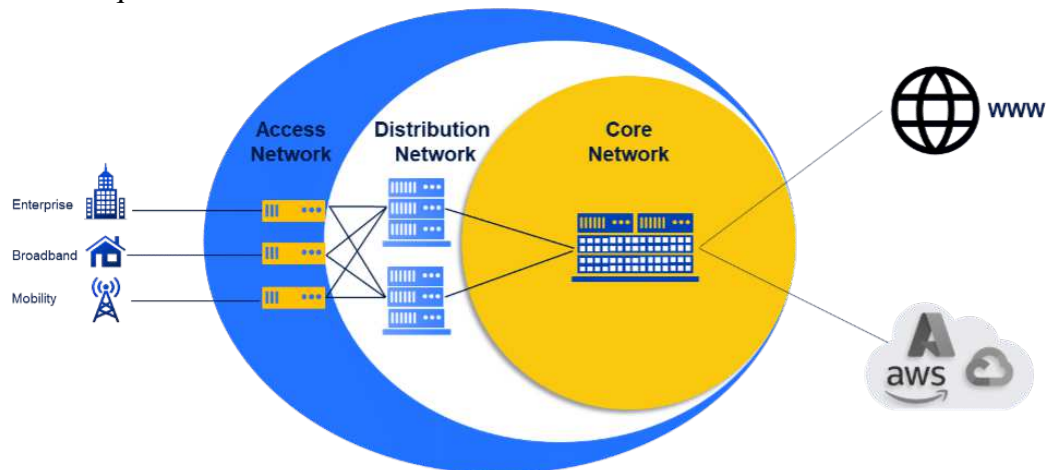 Access
Network
Distribution
Network
Core
Network
www
Enterprise
Broadband
Mobility
aws